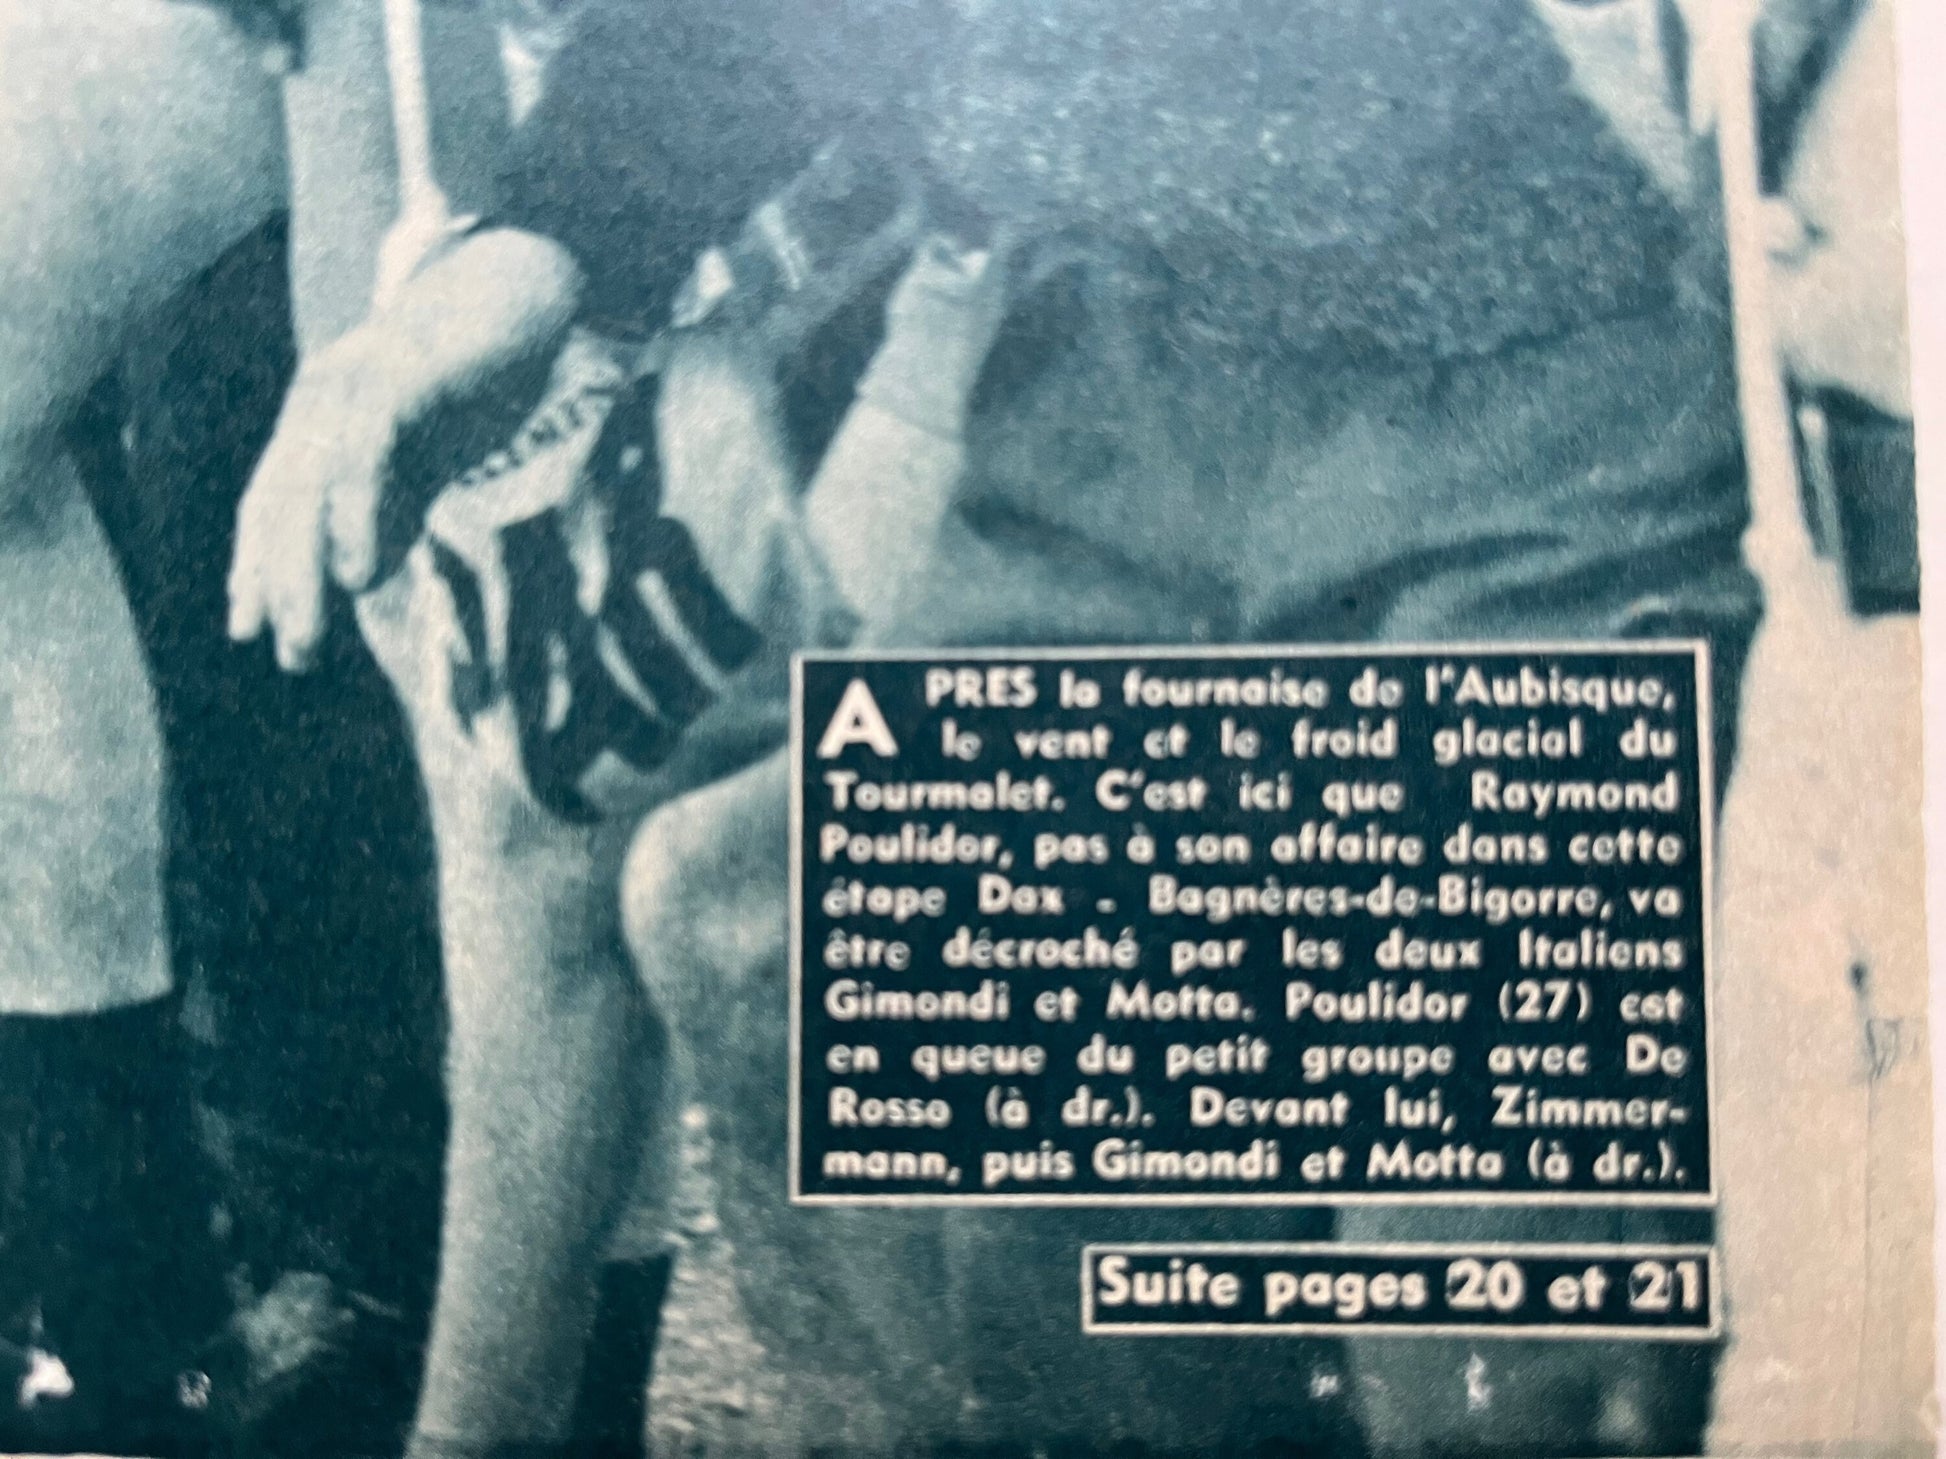 APRES la fournaise de l'Aubisque,
le vent et le froid glacial du
Tourmalet. C'est ici que Raymond
Poulidor, pas à son affaire dans cette
étape Dax - Bagnères-de-Bigorre, va
être décroché par les deux Italiens
Gimondi et Motta. Poulidor (27) est
en queue du petit groupe avec De
Rosso (à dr.). Devant lui, Zimmer-
mann, puis Gimondi et Motta (à dr.).
Suite pages 20 et 21